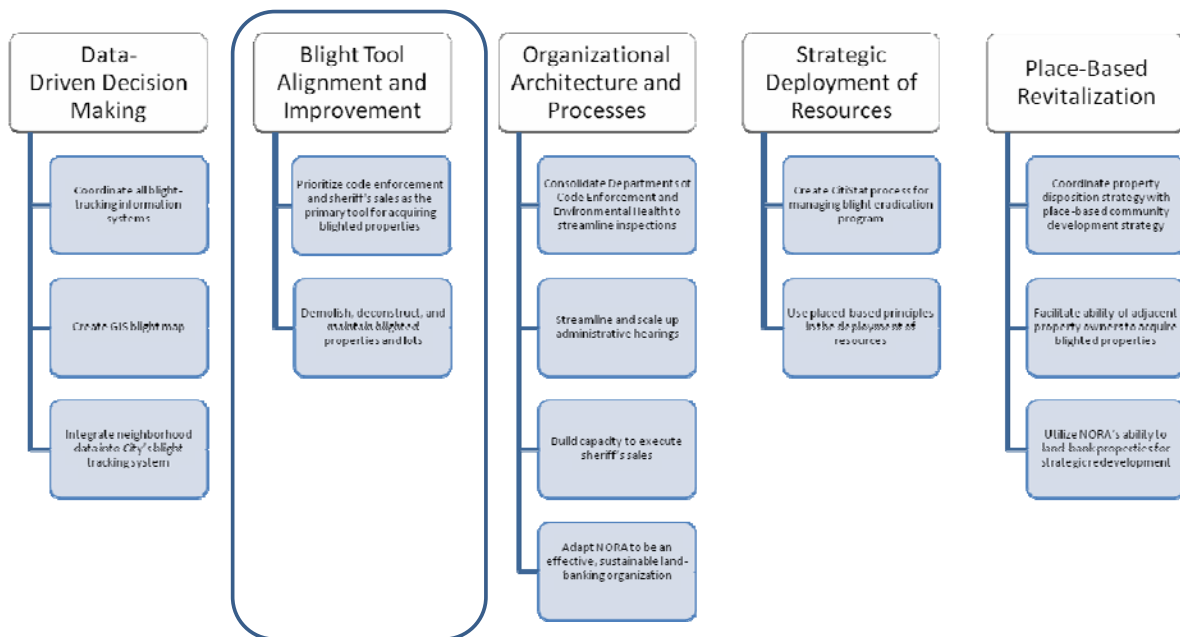 Data-
Driven Decision
Making
Coordinate all blight-
tracking information
systems
Create GIS blight map
Integrate neighborhood
data into City's blight
tracking system
Blight Tool
Alignment and
Improvement
Prioritize code enforcement
and sheriff's sales as the
primary tool for acquiring
blighted properties
Demolish, deconstruct, and
maintain blighted
properties and lots
Organizational
Architecture and
Processes
Consolidate Departments of
Code Enforcement and
Environmental Health to
streamline inspections
Streamline and scale up
administrative hearings
Build capacity to execute
sheriff's sales
Adapt NORA to be an
effective, sustainable land-
banking organization
Strategic
Deployment of
Resources
Create Citistat process for
managing blight eradication
program
Use placed-based principles
in the deployment of
resources
Place-Based
Revitalization
Coordinate property
disposition strategy with
place-based community
development strategy
Facilitate ability of adjacent
property owners to acquire
blighted properties
Utilize NORA's ability to
land-bank properties for
strategic redevelopment